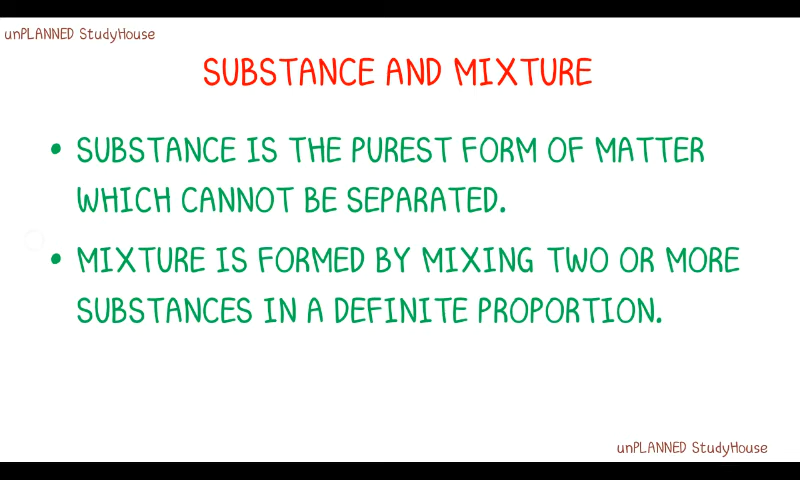 unPLANNED StudyHouse
SUBSTANCE AND MIXTURE
• SUBSTANCE IS THE PUREST FORM OF MATTER
WHICH CANNOT BE SEPARATED.
• MIXTURE IS FORMED BY MIXING TWO OR MORE
SUBSTANCES IN A DEFINITE PROPORTION.
unPLANNED StudyHouse